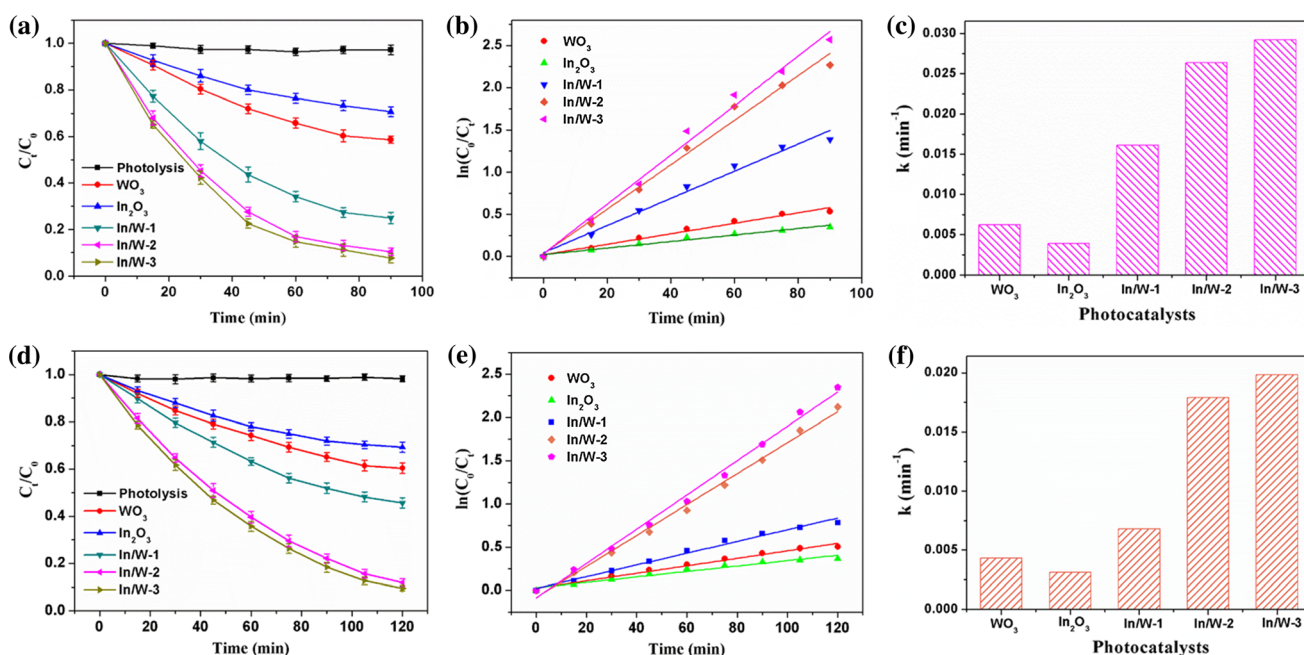 (a)
1.0
0.8
0.6
0.4
0.2
0.0
Cₜ/C₀
Photolysis
WO₃
In₂O₃
In/W-1
In/W-2
In/W-3
0 20 40 60 80 100
Time (min)
(b)
2.5
2.0
1.5
1.0
0.5
0.0
ln(C₀/Cₜ)
WO₃
In₂O₃
In/W-1
In/W-2
In/W-3
0 20 40 60 80 100
Time (min)
(c)
0.030
0.025
0.020
0.015
0.010
0.005
0.000
k (min⁻¹)
WO₃ In₂O₃ In/W-1 In/W-2 In/W-3
Photocatalysts
(d)
1.0
0.8
0.6
0.4
0.2
0.0
Cₜ/C₀
Photolysis
WO₃
In₂O₃
In/W-1
In/W-2
In/W-3
0 20 40 60 80 100 120
Time (min)
(e)
2.5
2.0
1.5
1.0
0.5
0.0
ln(C₀/Cₜ)
WO₃
In₂O₃
In/W-1
In/W-2
In/W-3
0 20 40 60 80 100 120
Time (min)
(f)
0.020
0.015
0.010
0.005
0.000
k (min⁻¹)
WO₃ In₂O₃ In/W-1 In/W-2 In/W-3
Photocatalysts